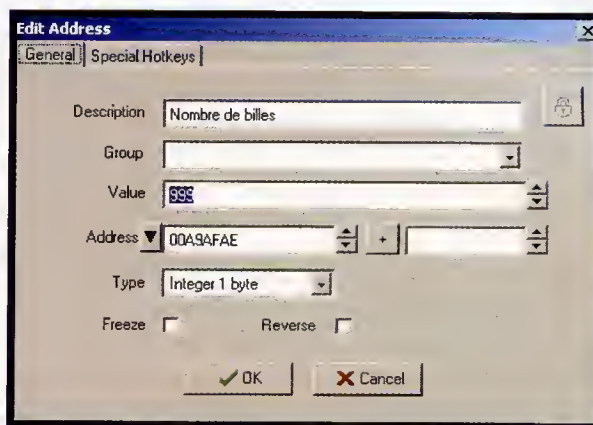 Edit Address
General Special Hotkeys
Description Nombre de billes
Group
Value 999
Address 00A9AFAE +
Type Integer 1 byte
Freeze Reverse
OK Cancel